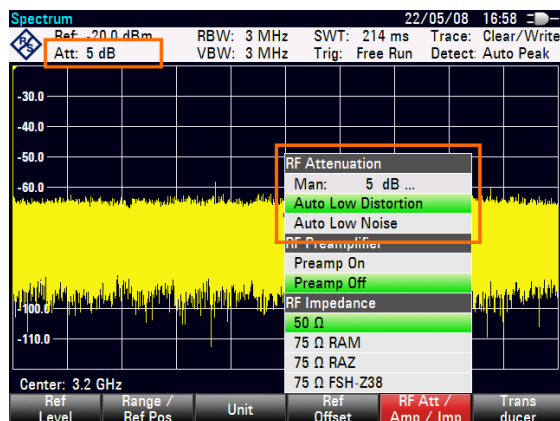 Spectrum 22/05/08 16:58
Ref: -20.0 dBm RBW: 3 MHz SWT: 214 ms Trace: Clear/Write
Att: 5 dB VBW: 3 MHz Trig: Free Run Detect: Auto Peak
-30.0
-40.0
-50.0
RF Attenuation
Man: 5 dB ...
-60.0
Auto Low Distortion
Auto Low Noise
RF Preamplifier
Preamp On
Preamp Off
-100.0
RF Impedance
50 Ω
-110.0
75 Ω RAM
75 Ω RAZ
75 Ω FSH-Z38
Center: 3.2 GHz
Ref Level
Range / Ref Pos
Unit
Ref Offset
RF Att / Amp / Imp
Trans ducer